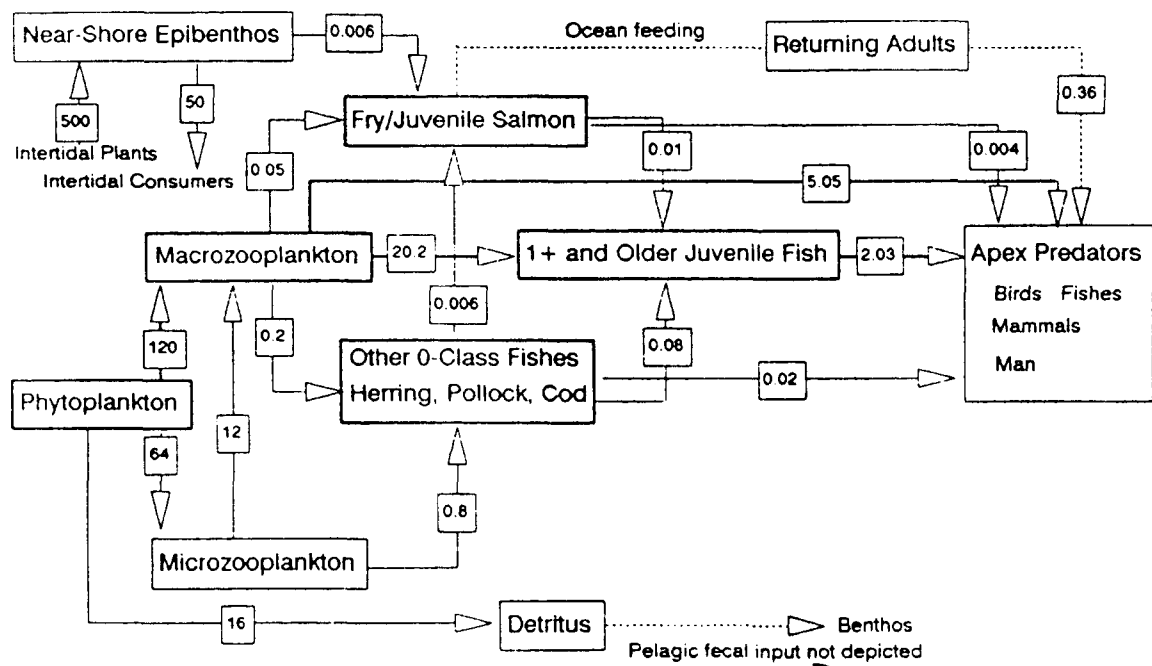 Near-Shore Epibenthos
0.006
Ocean feeding
Returning Adults
500
50
0.36
Fry/Juvenile Salmon
Intertidal Plants
Intertidal Consumers
0.05
0.01
0.004
5.05
Macrozooplankton
20.2
1+ and Older Juvenile Fish
2.03
Apex Predators
Birds Fishes
Mammals
Man
0.006
0.2
0.08
120
Other 0-Class Fishes
Herring, Pollock, Cod
0.02
Phytoplankton
64
12
0.8
Microzooplankton
16
Detritus
Benthos
Pelagic fecal input not depicted